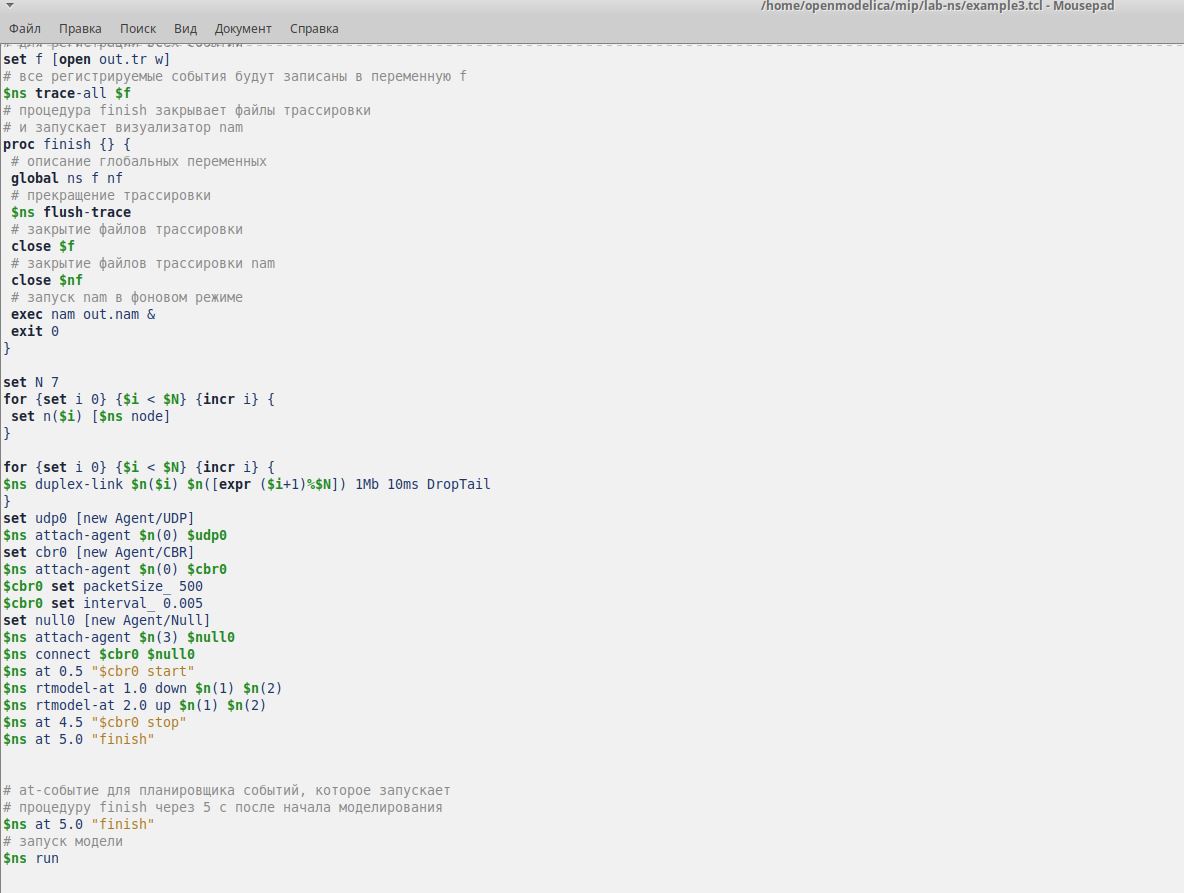 /home/openmodelica/mip/lab-ns/example3.tcl - Mousepad
Файл Правка Поиск Вид Документ Справка
# для регистрации всех событий
set f [open out.tr w]
# все регистрируемые события будут записаны в переменную f
$ns trace-all $f
# процедура finish закрывает файлы трассировки
# и запускает визуализатор nam
proc finish {} {
 # описание глобальных переменных
 global ns f nf
 # прекращение трассировки
 $ns flush-trace
 # закрытие файлов трассировки
 close $f
 # закрытие файлов трассировки nam
 close $nf
 # запуск nam в фоновом режиме
 exec nam out.nam &
 exit 0
}
set N 7
for {set i 0} {$i < $N} {incr i} {
 set n($i) [$ns node]
}
for {set i 0} {$i < $N} {incr i} {
$ns duplex-link $n($i) $n([expr ($i+1)%$N]) 1Mb 10ms DropTail
}
set udp0 [new Agent/UDP]
$ns attach-agent $n(0) $udp0
set cbr0 [new Agent/CBR]
$ns attach-agent $n(0) $cbr0
$cbr0 set packetSize_ 500
$cbr0 set interval_ 0.005
set null0 [new Agent/Null]
$ns attach-agent $n(3) $null0
$ns connect $cbr0 $null0
$ns at 0.5 "$cbr0 start"
$ns rtmodel-at 1.0 down $n(1) $n(2)
$ns rtmodel-at 2.0 up $n(1) $n(2)
$ns at 4.5 "$cbr0 stop"
$ns at 5.0 "finish"
# at-событие для планировщика событий, которое запускает
# процедуру finish через 5 с после начала моделирования
$ns at 5.0 "finish"
# запуск модели
$ns run